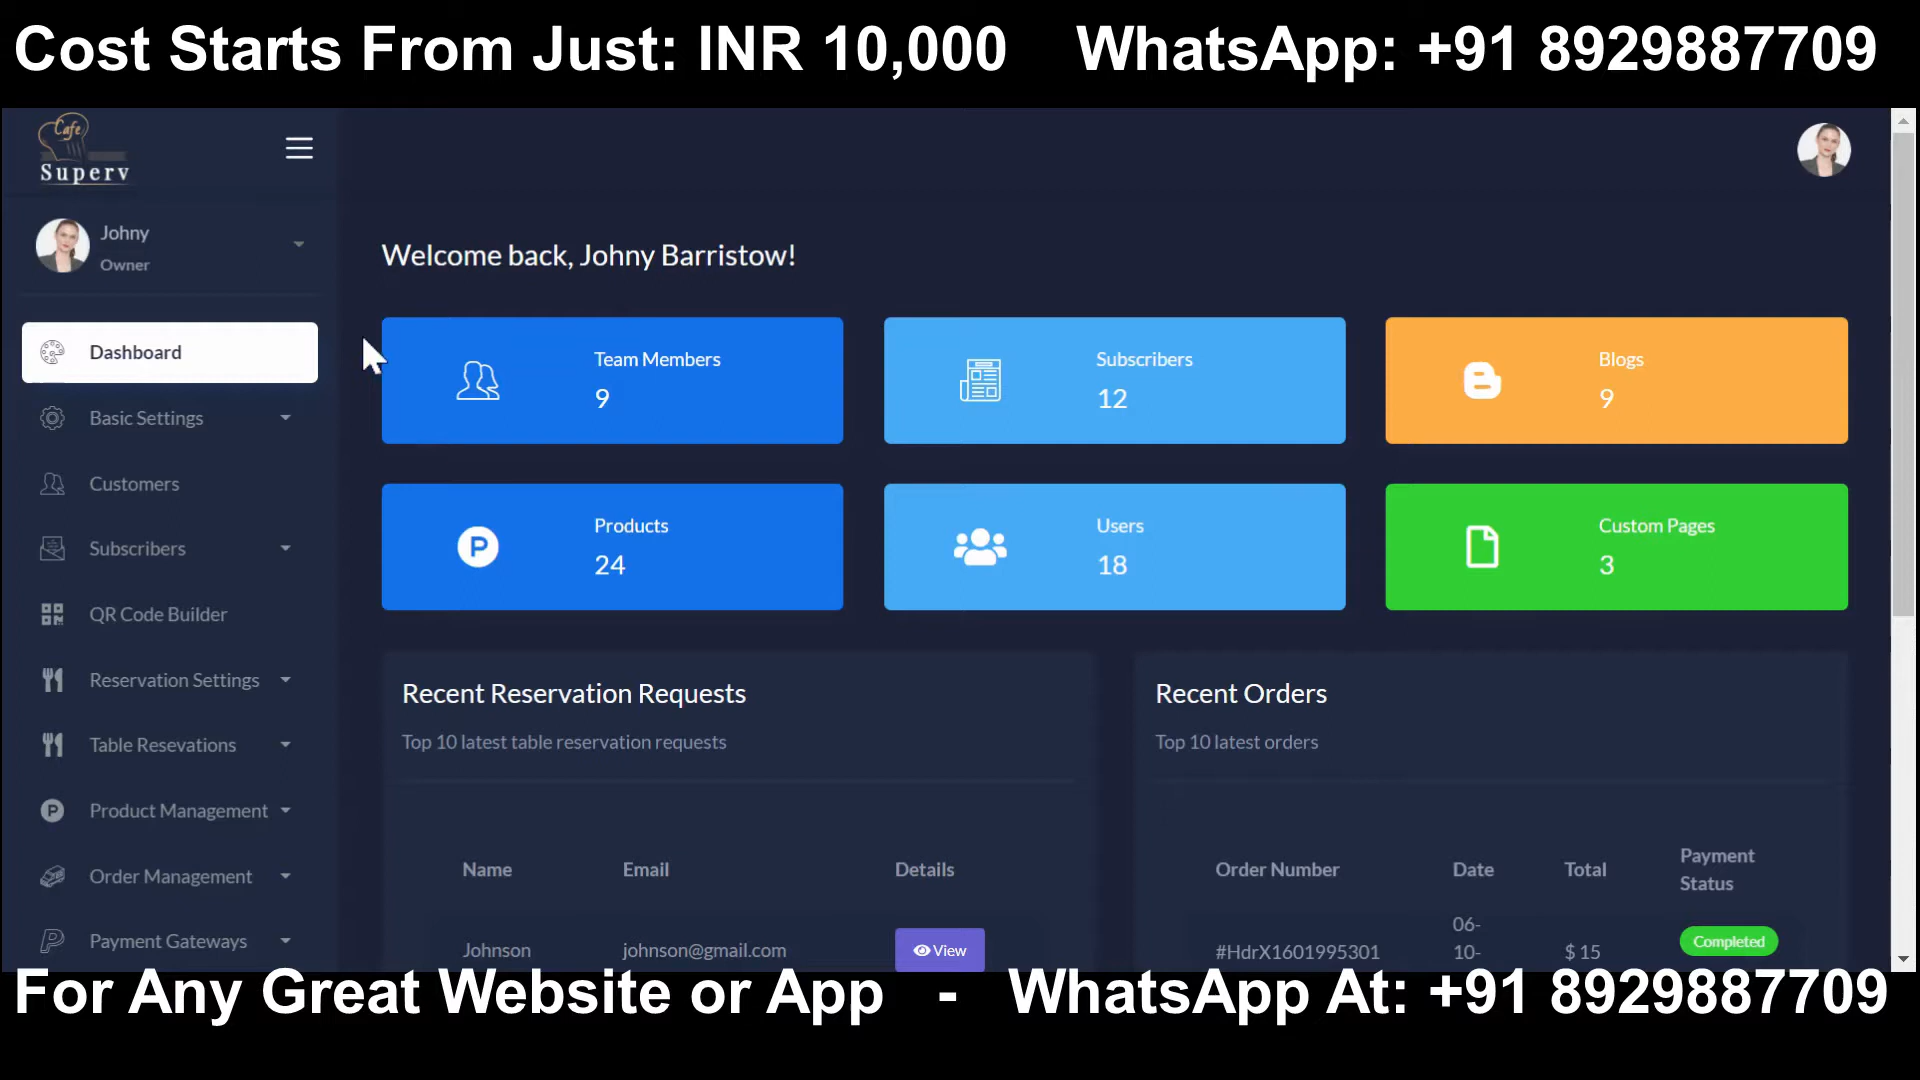 Cost Starts From Just: INR 10,000 WhatsApp: +91 8929887709
Cafe
Superv
Johny
Owner
Welcome back, Johny Barristow!
Dashboard
Basic Settings
Customers
Subscribers
QR Code Builder
Reservation Settings
Table Resevations
Product Management
Order Management
Payment Gateways
Team Members
9
Subscribers
12
Blogs
9
Products
24
Users
18
Custom Pages
3
Recent Reservation Requests
Top 10 latest table reservation requests
Name Email Details
Johnson johnson@gmail.com View
Recent Orders
Top 10 latest orders
Order Number Date Total Payment Status
#HdrX1601995301 06-10- $ 15 Completed
For Any Great Website or App - WhatsApp At: +91 8929887709